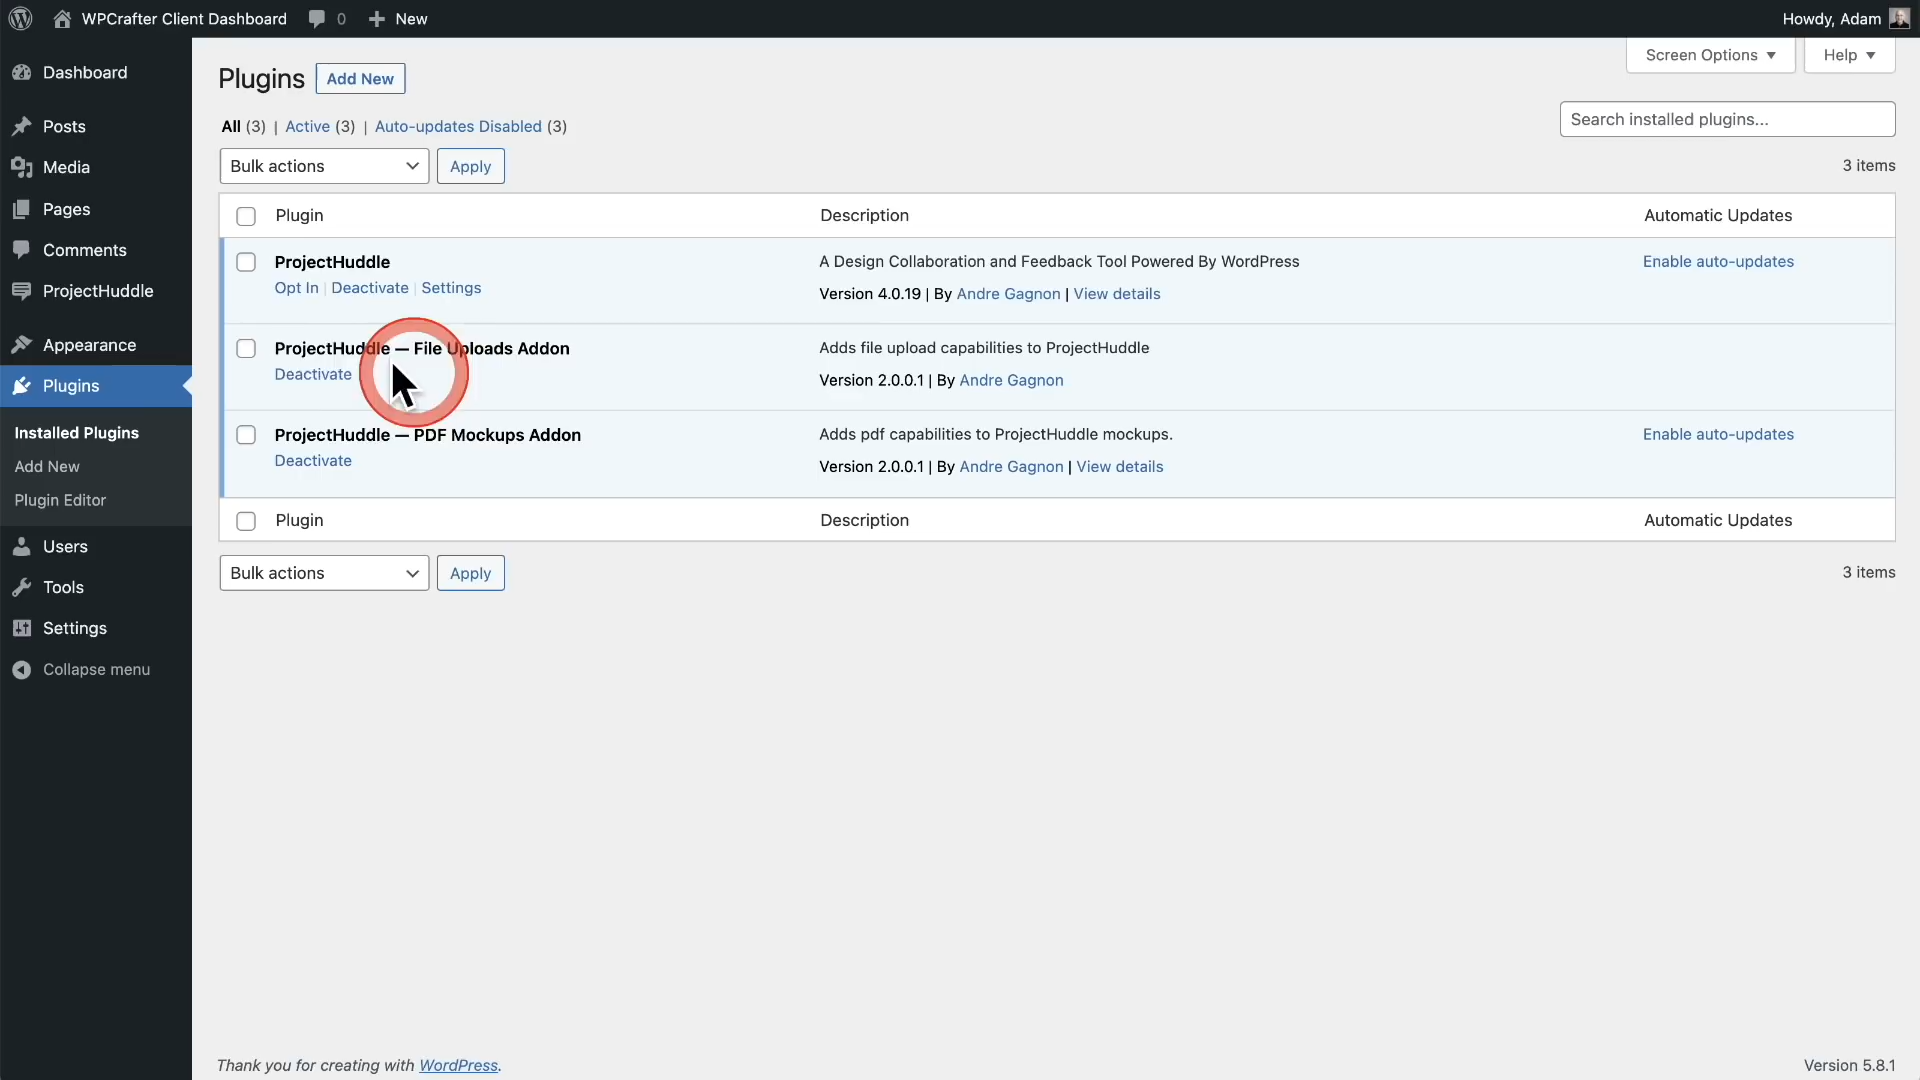 WPCrafter Client Dashboard 0 New Howdy, Adam
Screen Options Help
Dashboard
Posts
Media
Pages
Comments
ProjectHuddle
Appearance
Plugins
Installed Plugins
Add New
Plugin Editor
Users
Tools
Settings
Collapse menu
Plugins Add New
All (3) | Active (3) | Auto-updates Disabled (3)
Search installed plugins...
Bulk actions Apply 3 items
Plugin Description Automatic Updates
ProjectHuddle A Design Collaboration and Feedback Tool Powered By WordPress Enable auto-updates
Opt In | Deactivate | Settings Version 4.0.19 | By Andre Gagnon | View details
ProjectHuddle — File Uploads Addon Adds file upload capabilities to ProjectHuddle
Deactivate Version 2.0.0.1 | By Andre Gagnon
ProjectHuddle — PDF Mockups Addon Adds pdf capabilities to ProjectHuddle mockups. Enable auto-updates
Deactivate Version 2.0.0.1 | By Andre Gagnon | View details
Plugin Description Automatic Updates
Bulk actions Apply 3 items
Thank you for creating with WordPress. Version 5.8.1